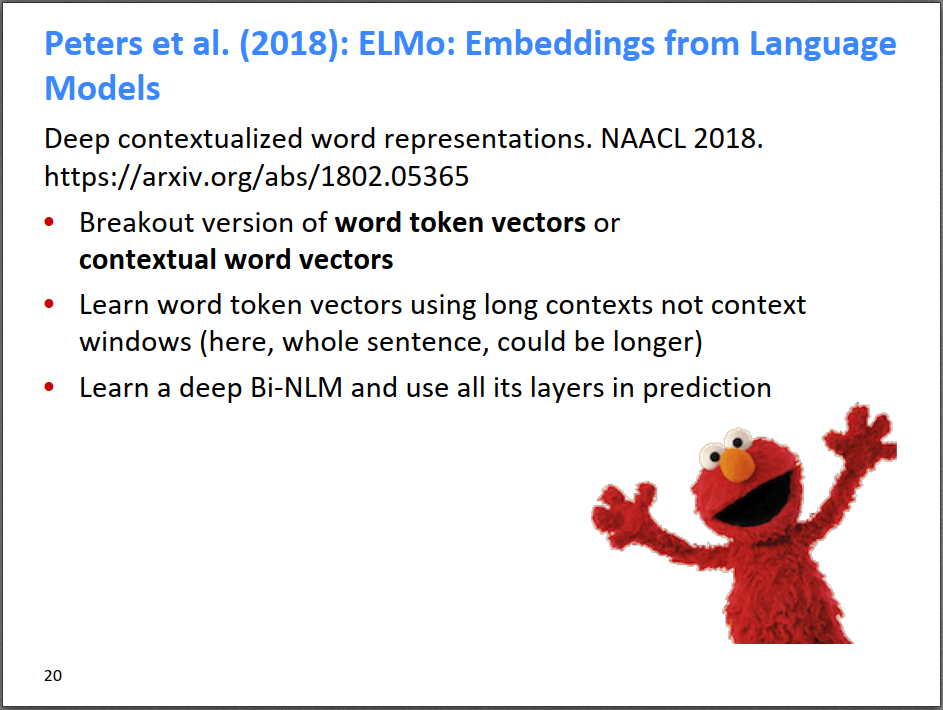 Peters et al. (2018): ELMo: Embeddings from Language
Models
Deep contextualized word representations. NAACL 2018.
https://arxiv.org/abs/1802.05365
• Breakout version of word token vectors or
contextual word vectors
• Learn word token vectors using long contexts not context
windows (here, whole sentence, could be longer)
• Learn a deep Bi-NLM and use all its layers in prediction
20